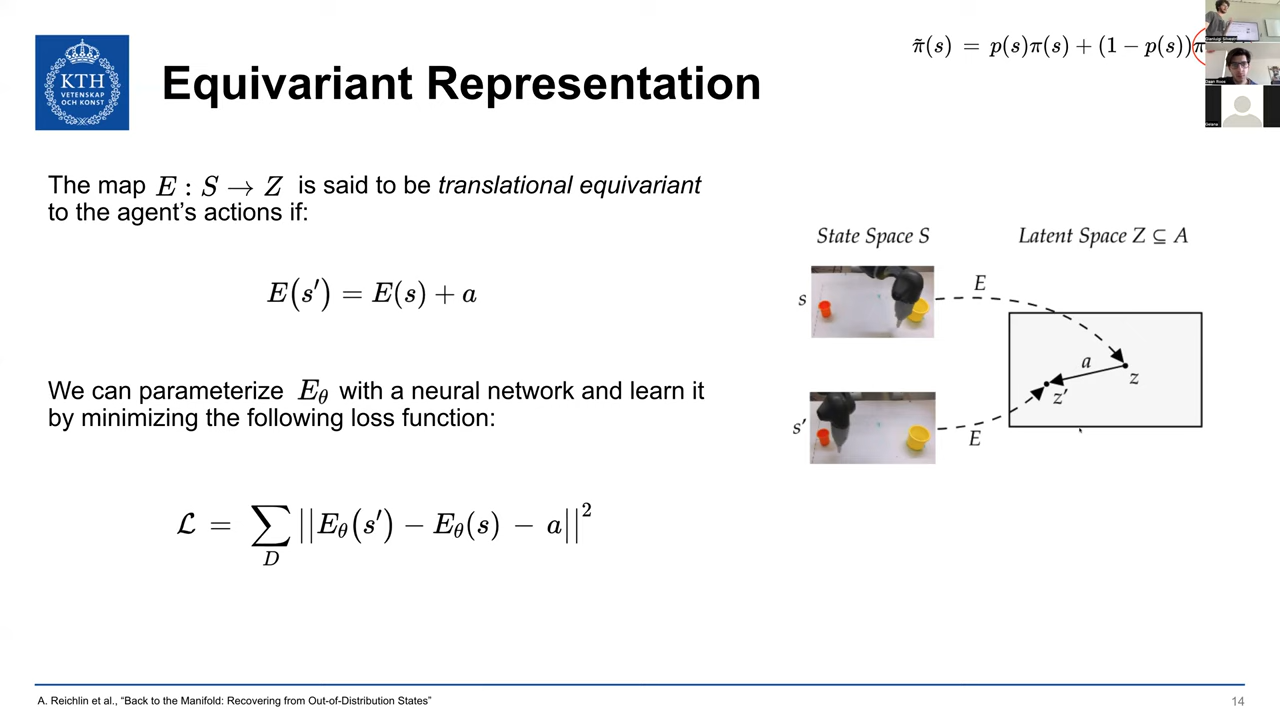 π̃(s) = p(s)π(s) + (1 − p(s))π
KTH
VETENSKAP
OCH KONST
Equivariant Representation
The map E : S → Z is said to be translational equivariant
to the agent's actions if:
E(s′) = E(s) + a
We can parameterize E_θ with a neural network and learn it
by minimizing the following loss function:
ℒ = ∑_D ||E_θ(s′) − E_θ(s) − a||²
State Space S
Latent Space Z ⊆ A
s
E
a
z
z′
s′
E
A. Reichlin et al., "Back to the Manifold: Recovering from Out-of-Distribution States"
14